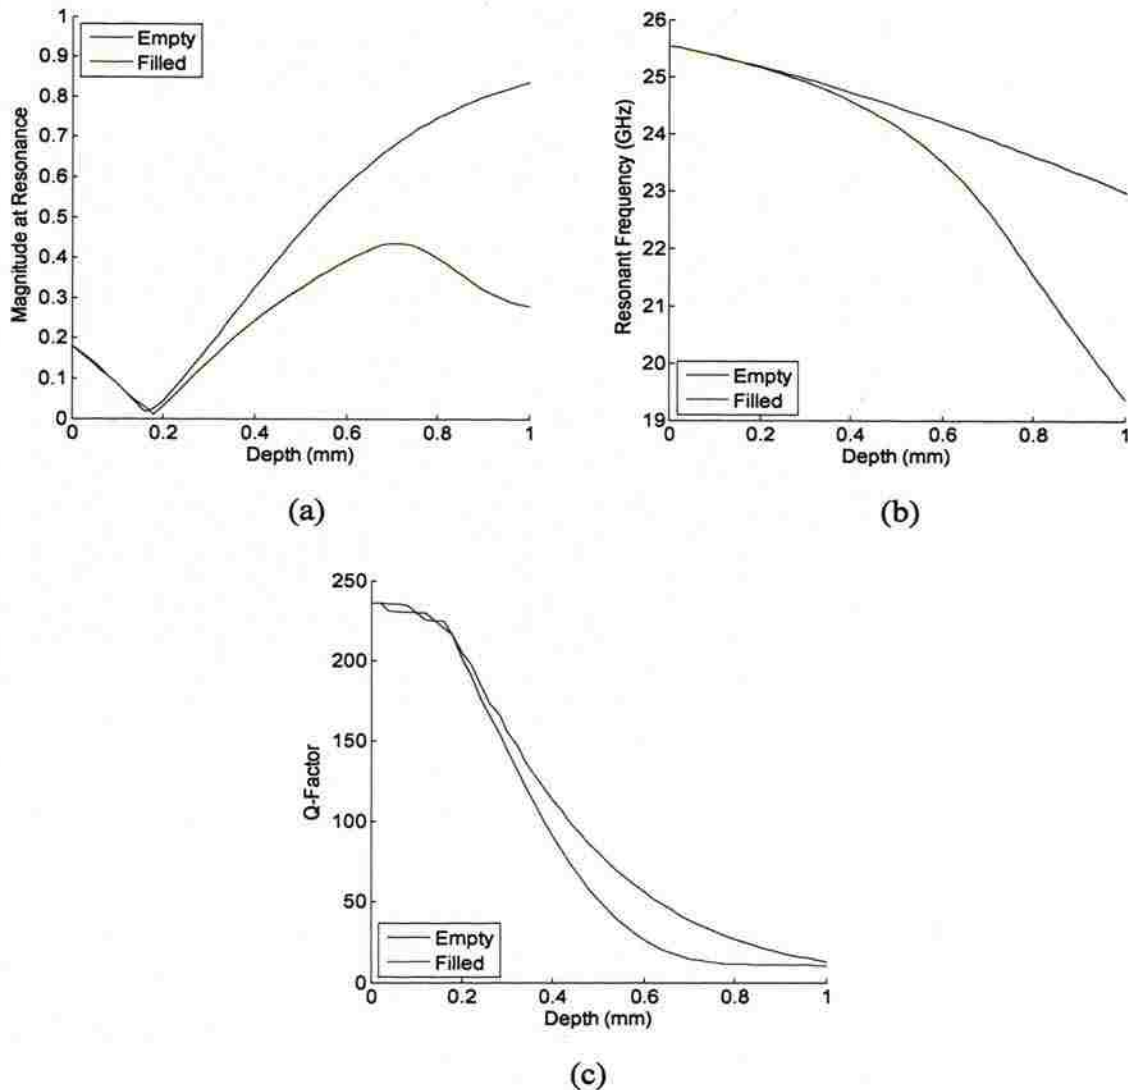 1
0.9
0.8
0.7
0.6
0.5
0.4
0.3
0.2
0.1
0
Magnitude at Resonance
Empty
Filled
0 0.2 0.4 0.6 0.8 1
Depth (mm)
(a)
26
25
24
23
22
21
20
19
Resonant Frequency (GHz)
Empty
Filled
0 0.2 0.4 0.6 0.8 1
Depth (mm)
(b)
250
200
150
100
50
0
Q-Factor
Empty
Filled
0 0.2 0.4 0.6 0.8 1
Depth (mm)
(c)